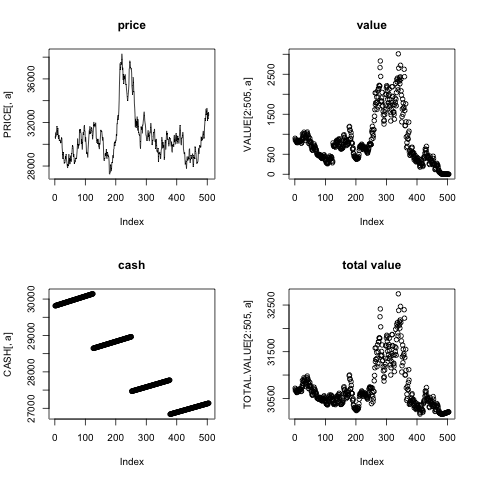 price
PRICE[, a]
28000 32000 36000
0 100 200 300 400 500
Index
value
VALUE[2:505, a]
0 500 1500 2500
0 100 200 300 400 500
Index
cash
CASH[, a]
27000 28000 29000 30000
0 100 200 300 400 500
Index
total value
TOTAL.VALUE[2:505, a]
30500 31500 32500
0 100 200 300 400 500
Index